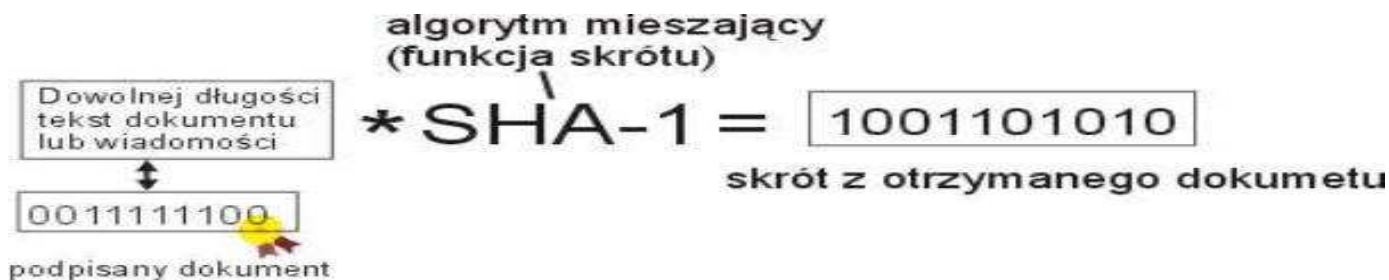 algorytm mieszający
(funkcja skrótu)
Dowolnej długości
tekst dokumentu
lub wiadomości
* SHA-1 = 1001101010
skrót z otrzymanego dokumetu
0011111100
podpisany dokument